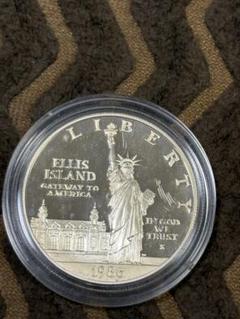 LIBERTY
ELLIS
ISLAND
GATEWAY TO
AMERICA
IN GOD
WE
TRUST
S
1986